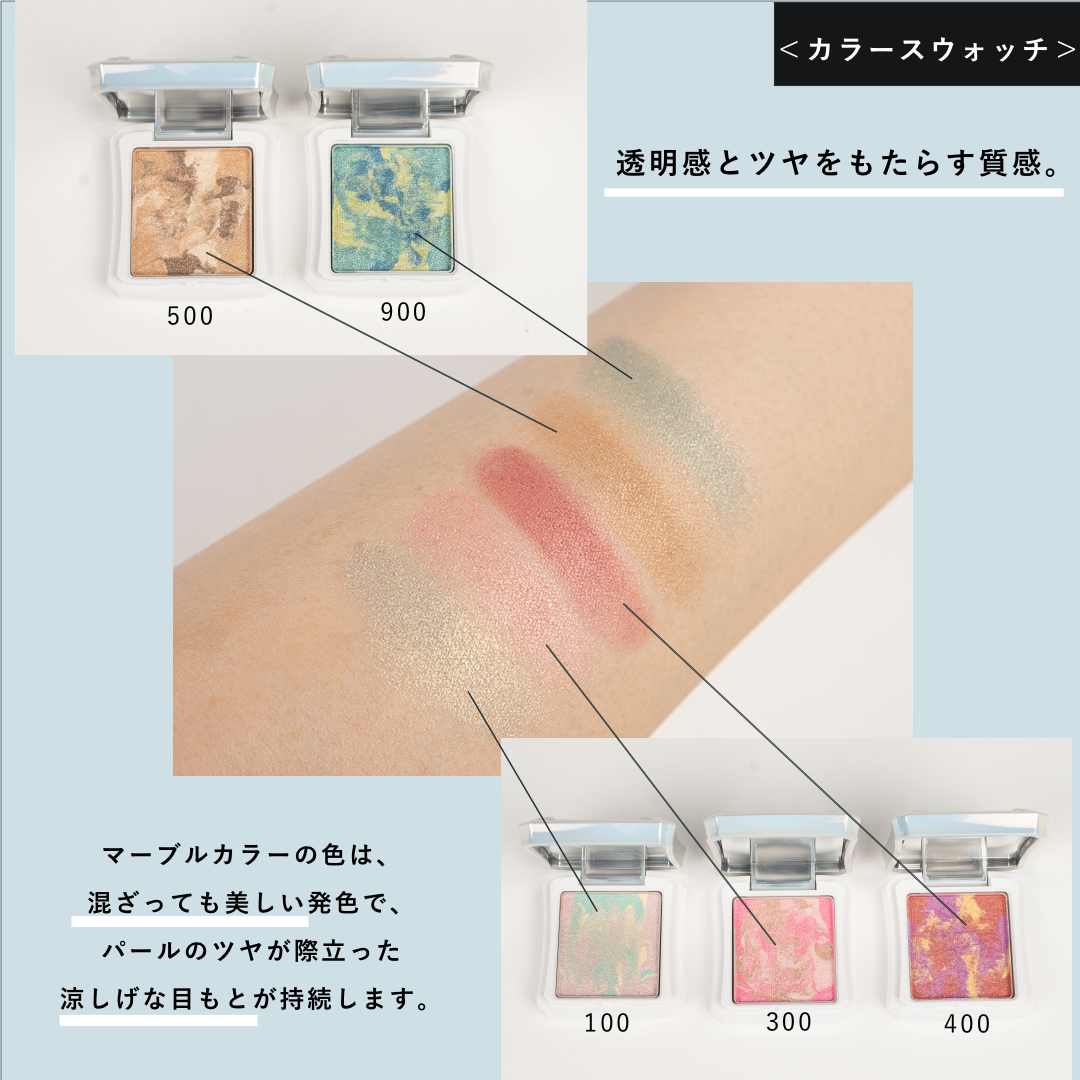 <カラースウォッチ>
透明感とツヤをもたらす質感。
500
900
100
300
400
マーブルカラーの色は、
混ざっても美しい発色で、
パールのツヤが際立った
涼しげな目もとが持続します。